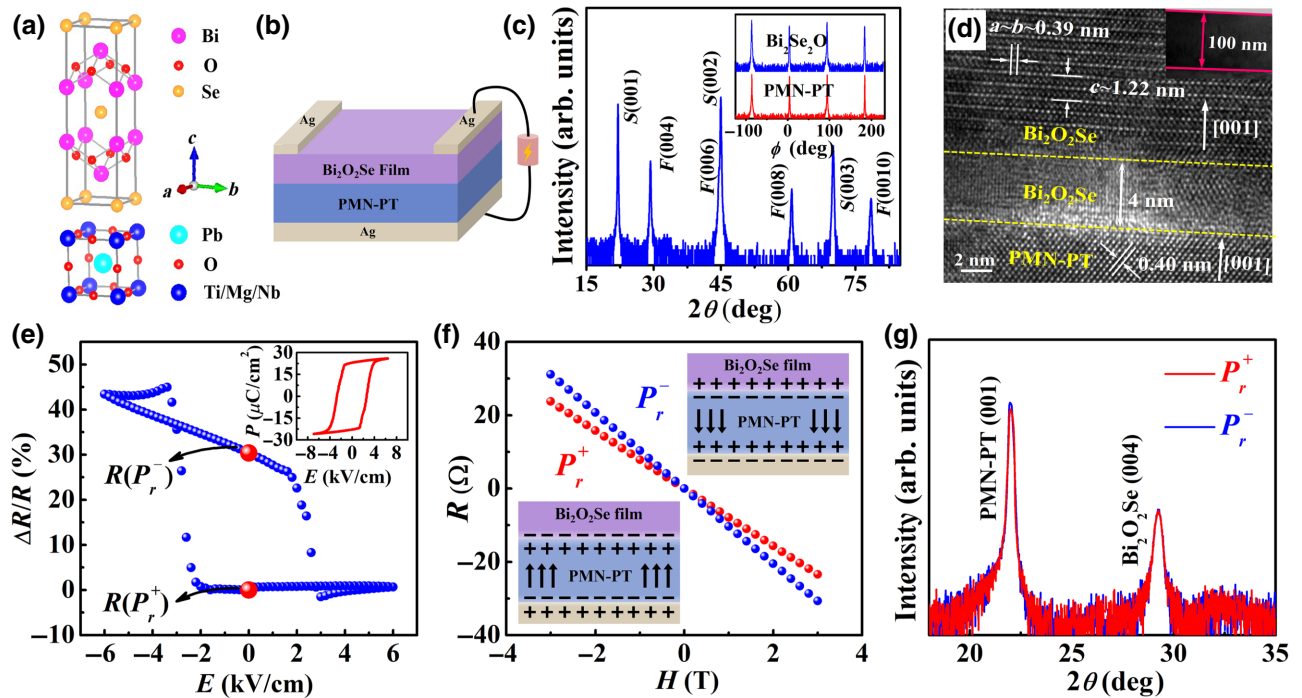 (a)
Bi
O
Se
c
a
b
Pb
O
Ti/Mg/Nb
(b)
Ag
Ag
Bi₂O₂Se Film
PMN-PT
Ag
(c)
Intensity (arb. units)
S(001)
F(004)
F(006)
S(002)
F(008)
S(003)
F(0010)
Bi₂Se₂O
PMN-PT
−100 0 100 200
ϕ (deg)
15 30 45 60 75
2θ (deg)
(d)
a~b~0.39 nm
100 nm
c~1.22 nm
[001]
Bi₂O₂Se
Bi₂O₂Se
4 nm
PMN-PT
0.40 nm
[001]
2 nm
(e)
ΔR/R (%)
50
40
30
20
10
0
−10
R(Pᵣ⁻)
R(Pᵣ⁺)
P (μC/cm²)
30
15
0
−15
−30
−8 −4 0 4 8
E (kV/cm)
−6 −4 −2 0 2 4 6
E (kV/cm)
(f)
R (Ω)
40
20
0
−20
−40
Pᵣ⁻
Pᵣ⁺
Bi₂O₂Se film
+ + + + + + + + +
− − − − − − − − −
PMN-PT
+ + + + + + + + +
− − − − − − − − −
Bi₂O₂Se film
− − − − − − − − −
+ + + + + + + + +
PMN-PT
− − − − − − − − −
+ + + + + + + + +
−4 −2 0 2 4
H (T)
(g)
Intensity (arb. units)
Pᵣ⁺
Pᵣ⁻
PMN-PT (001)
Bi₂O₂Se (004)
20 25 30 35
2θ (deg)